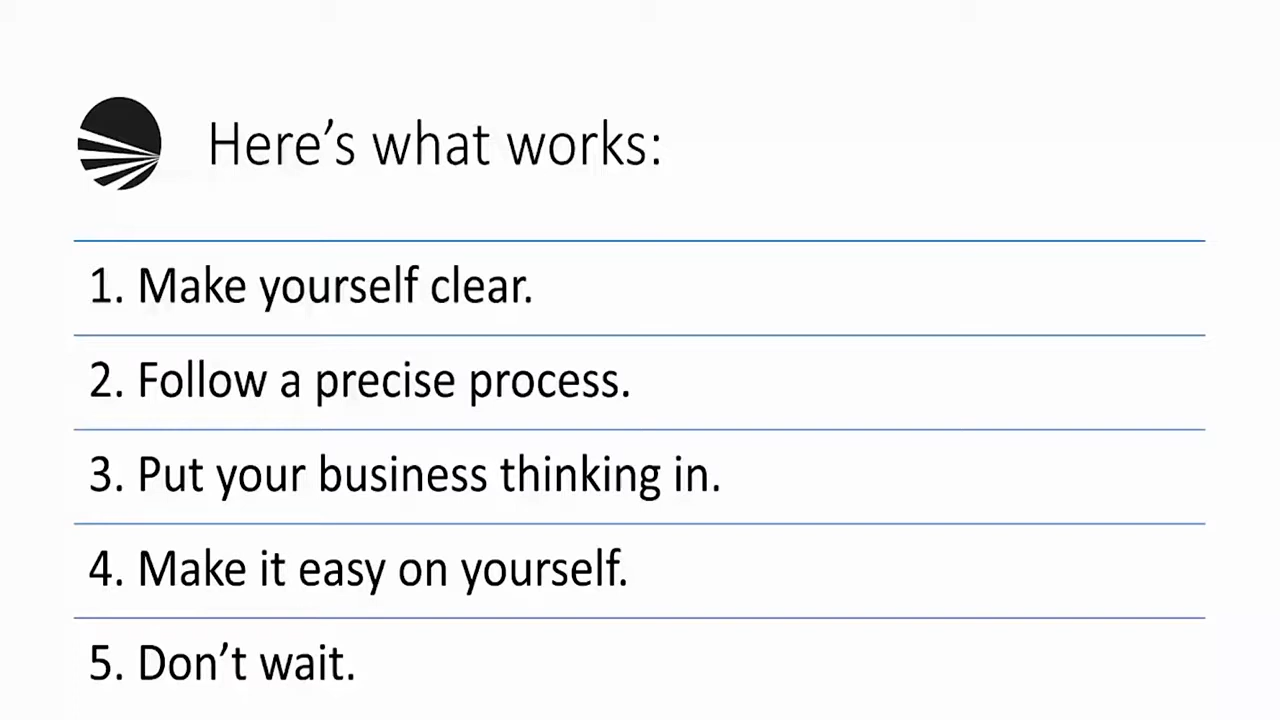 Here’s what works:
1. Make yourself clear.
2. Follow a precise process.
3. Put your business thinking in.
4. Make it easy on yourself.
5. Don’t wait.